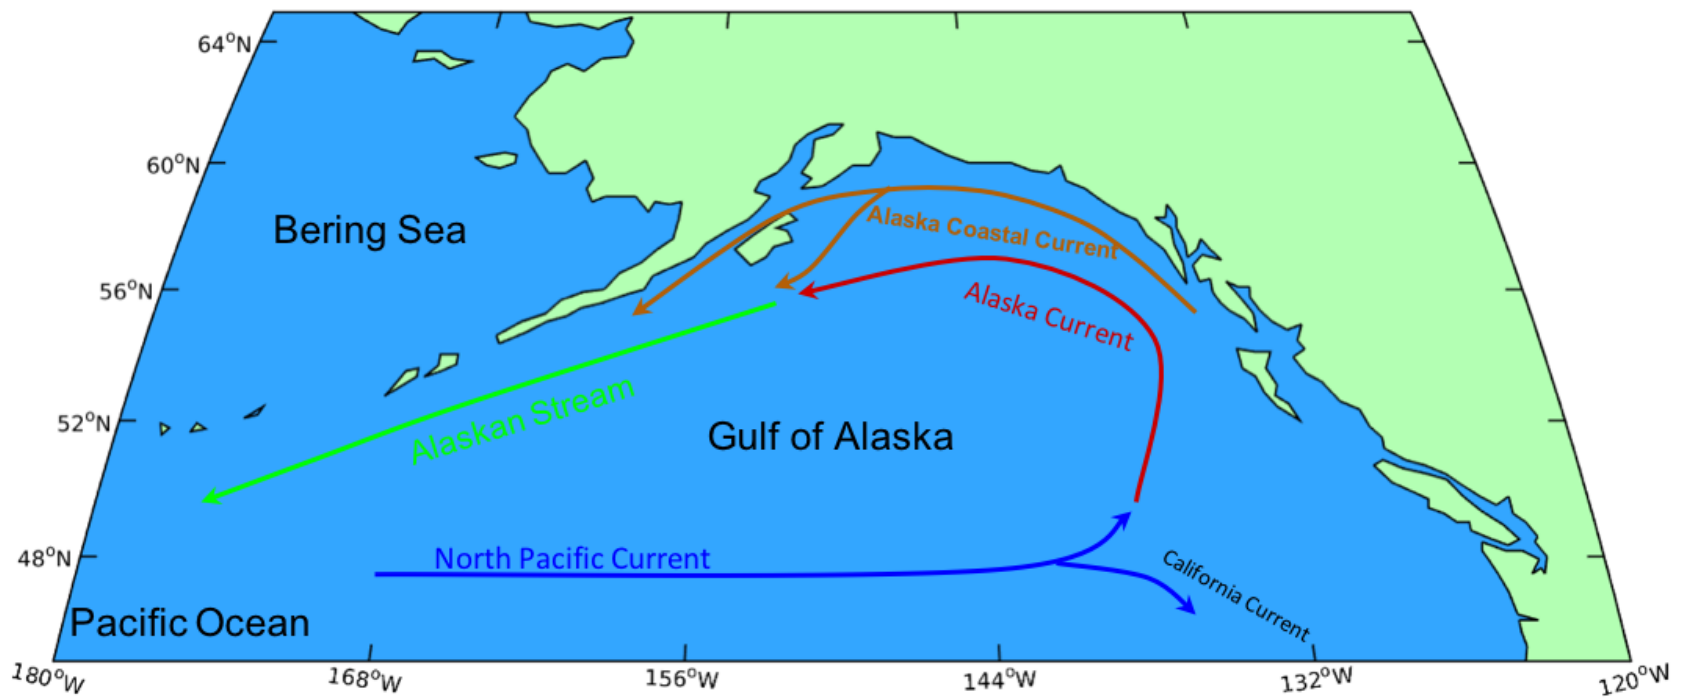 64°N
60°N
Bering Sea
Alaska Coastal Current
56°N
Alaska Current
52°N
Alaskan Stream
Gulf of Alaska
48°N
North Pacific Current
California Current
Pacific Ocean
180°W
168°W
156°W
144°W
132°W
120°W